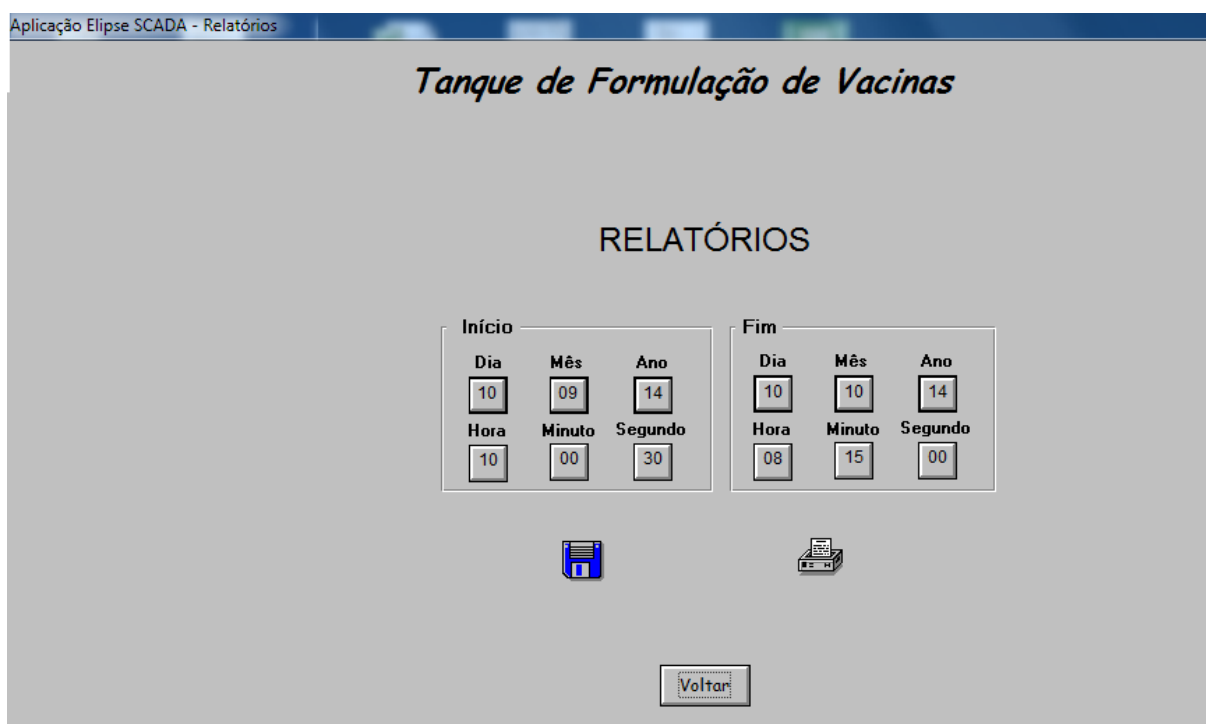 Aplicação Elipse SCADA - Relatórios
Tanque de Formulação de Vacinas
RELATÓRIOS
Início
Dia Mês Ano
10 09 14
Hora Minuto Segundo
10 00 30
Fim
Dia Mês Ano
10 10 14
Hora Minuto Segundo
08 15 00
Voltar